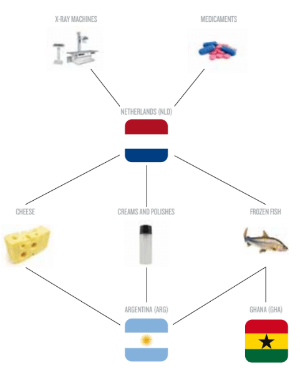 X-RAY MACHINES
MEDICAMENTS
NETHERLANDS (NLD)
CHEESE
CREAMS AND POLISHES
FROZEN FISH
ARGENTINA (ARG)
GHANA (GHA)